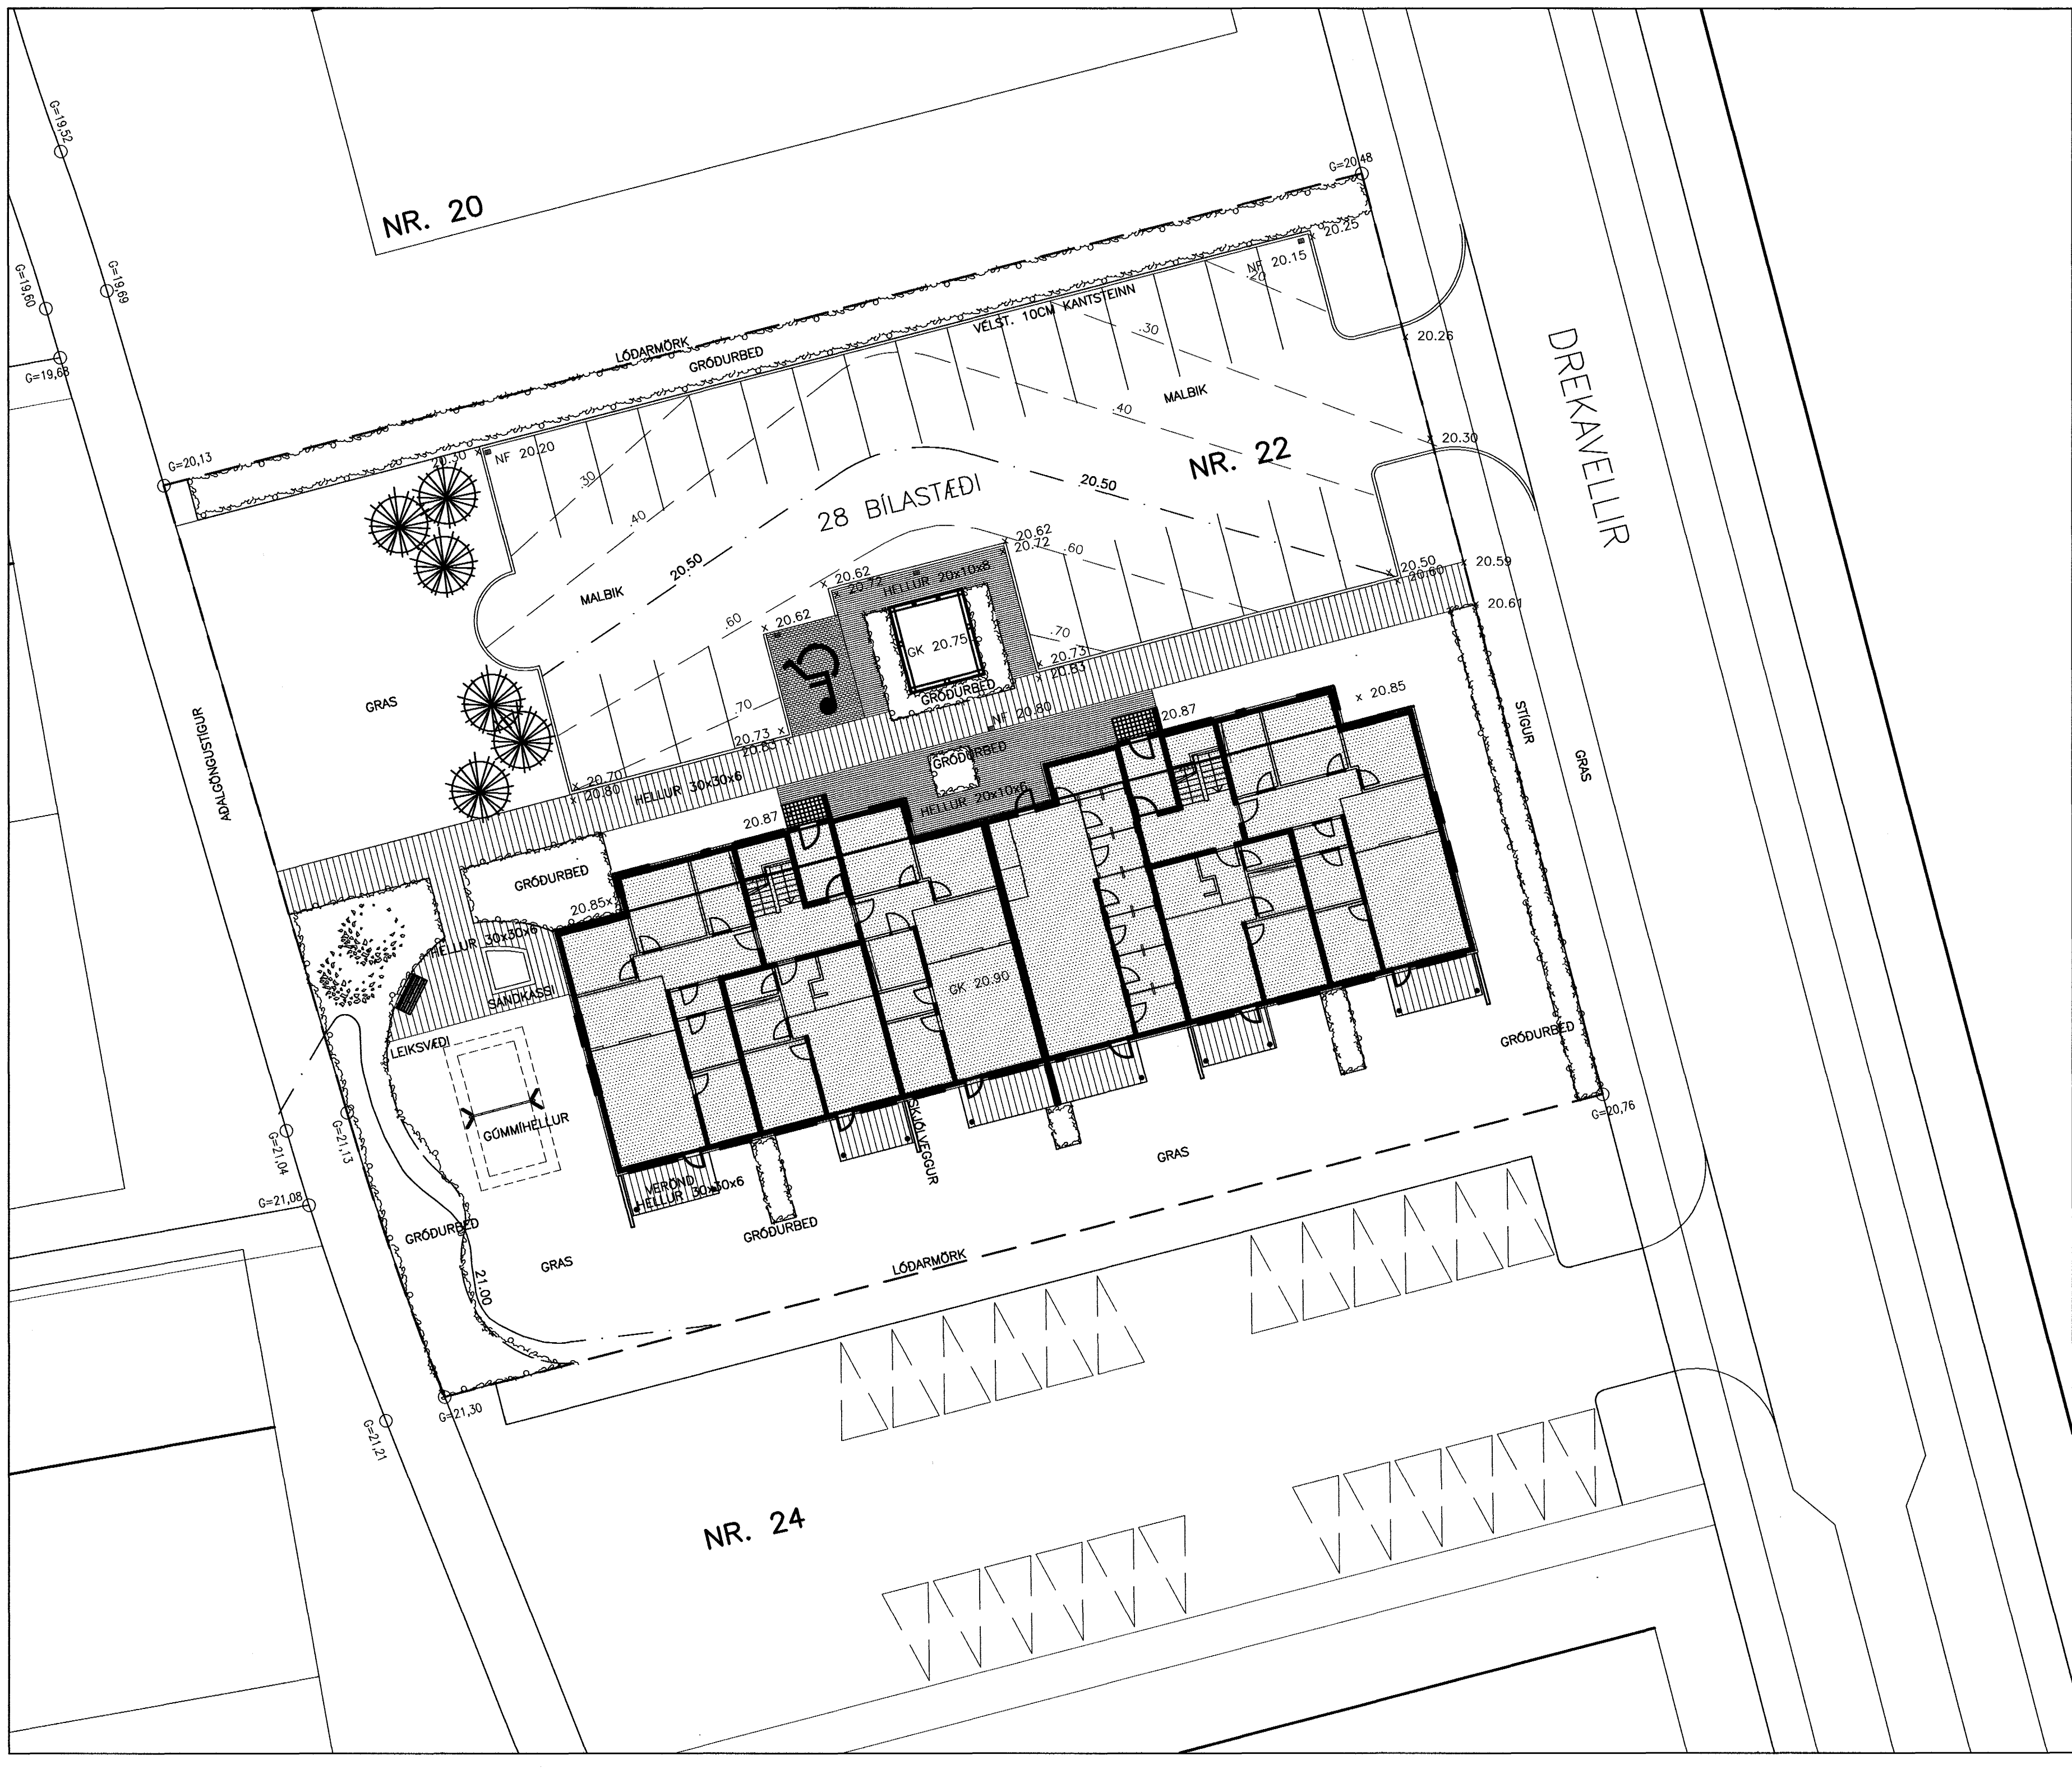 G=19,52
G=19,60
G=19,69
G=19,68
NR. 20
G=20,48
20.25
NF 20.15
.20
LÓÐARMÖRK
GRÓÐURBEÐ
VÉLST. 10CM KANTSTEINN
.30
20.26
MALBIK
.40
20.30
NR. 22
DREKAVELLIR
G=20,13
20.30
NF 20.20
.30
.40
28 BÍLASTÆÐI
20.50
20.50
20.62
20.72
.60
20.50
20.60
20.59
20.61
MALBIK
20.62
20.72
HELLUR 20x10x8
20.62
.60
GK 20.75
.70
20.73
20.83
GRÓÐURBEÐ
GRAS
.70
20.73
20.83
NF 20.80
20.87
20.85
STÍGUR
GRAS
AÐALGÖNGUSTÍGUR
20.70
20.80
HELLUR 30x30x6
GRÓÐURBEÐ
HELLUR 20x10x6
20.87
GRÓÐURBEÐ
20.85
HELLUR 30x30x6
SANDKASSI
GK 20.90
LEIKSVÆÐI
GRÓÐURBEÐ
GÚMMÍHELLUR
G=20,76
G=21,04
G=21,13
SKJÓLVEGGUR
GRAS
VERÖND
HELLUR 30x30x6
G=21,08
GRÓÐURBEÐ
GRÓÐURBEÐ
GRAS
LÓÐARMÖRK
21.00
G=21,30
G=21,21
NR. 24